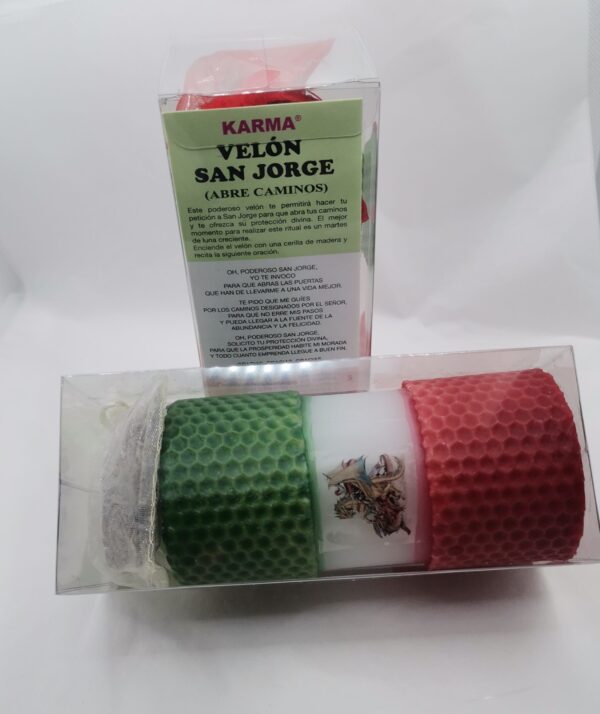 KARMA®
VELÓN
SAN JORGE
(ABRE CAMINOS)
Este poderoso velón te permitirá hacer tu
petición a San Jorge para que abra tus caminos
y te ofrezca su protección divina. El mejor
momento para realizar este ritual es un martes
de luna creciente.
Enciende el velón con una cerilla de madera y
recita la siguiente oración.
OH, PODEROSO SAN JORGE,
YO TE INVOCO
PARA QUE ABRAS LAS PUERTAS
QUE HAN DE LLEVARME A UNA VIDA MEJOR.
TE PIDO QUE ME GUÍES
POR LOS CAMINOS DESIGNADOS POR EL SEÑOR,
PARA QUE NO ERRE MIS PASOS
Y PUEDA LLEGAR A LA FUENTE DE LA
ABUNDANCIA Y LA FELICIDAD.
OH, PODEROSO SAN JORGE,
SOLICITO TU PROTECCIÓN DIVINA,
PARA QUE LA PROSPERIDAD HABITE MI MORADA
Y TODO CUANTO EMPRENDA LLEGUE A BUEN FIN.